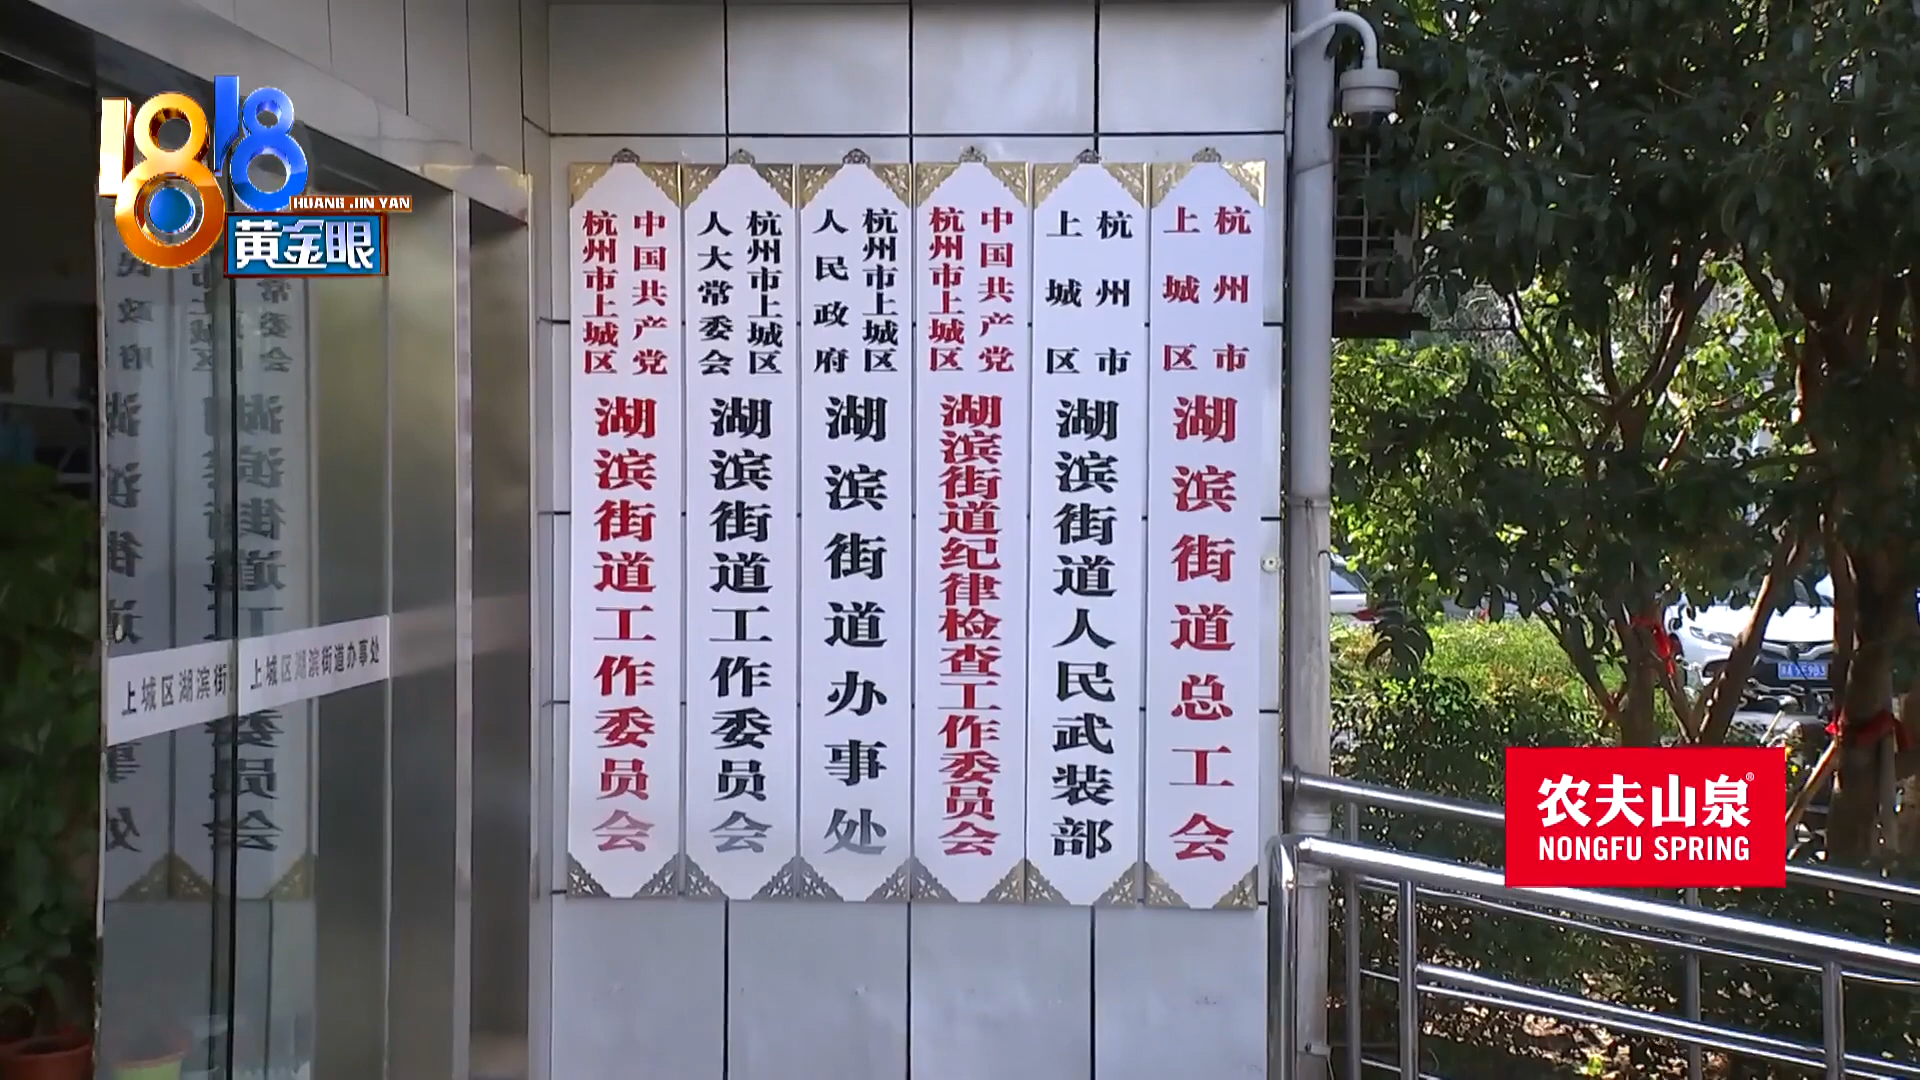 1818
HUANG JIN YAN
黄金眼
中国共产党
杭州市上城区
湖滨街道工作委员会
杭州市上城区
人大常委会
湖滨街道工作委员会
杭州市上城区
人民政府
湖滨街道办事处
中国共产党
杭州市上城区
湖滨街道纪律检查工作委员会
杭州市
上城区
湖滨街道人民武装部
杭州市
上城区
湖滨街道总工会
上城区湖滨街
上城区湖滨街道办事处
农夫山泉®
NONGFU SPRING